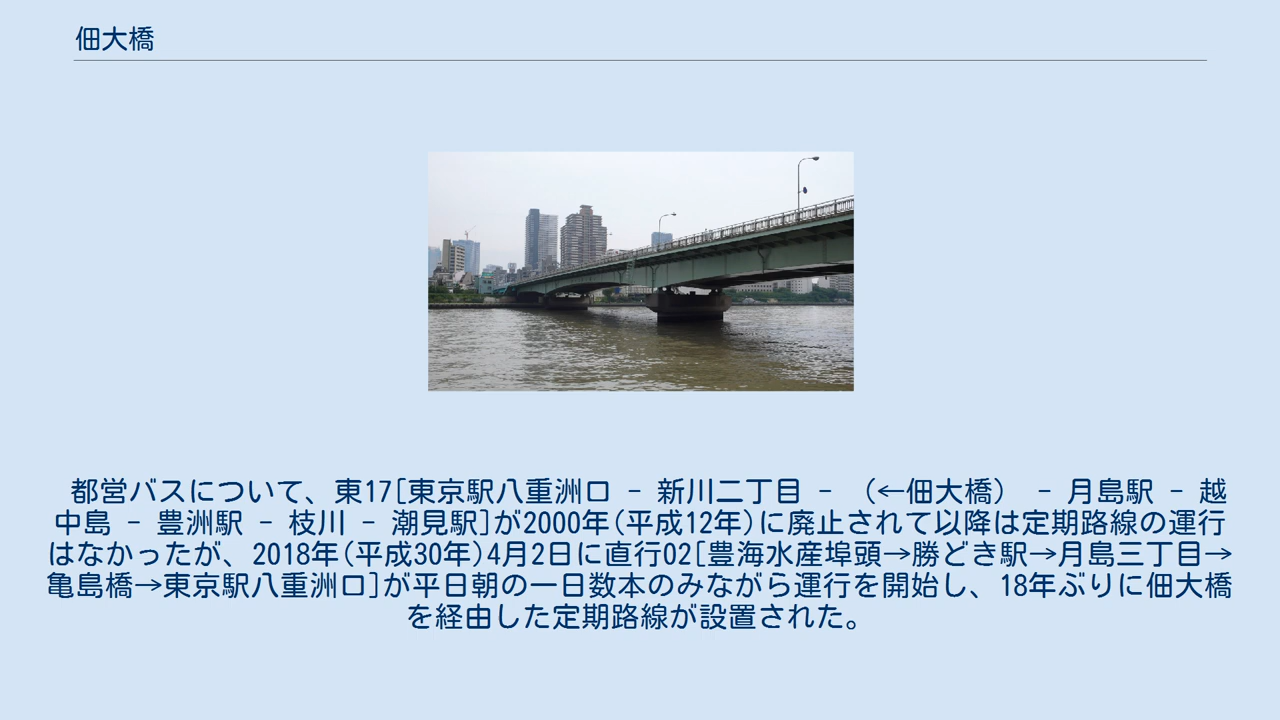 佃大橋
都営バスについて、東17[東京駅八重洲口 - 新川二丁目 - （←佃大橋） - 月島駅 - 越
中島 - 豊洲駅 - 枝川 - 潮見駅]が2000年(平成12年)に廃止されて以降は定期路線の運行
はなかったが、2018年(平成30年)4月2日に直行02[豊海水産埠頭→勝どき駅→月島三丁目→
亀島橋→東京駅八重洲口]が平日朝の一日数本のみながら運行を開始し、18年ぶりに佃大橋
を経由した定期路線が設置された。